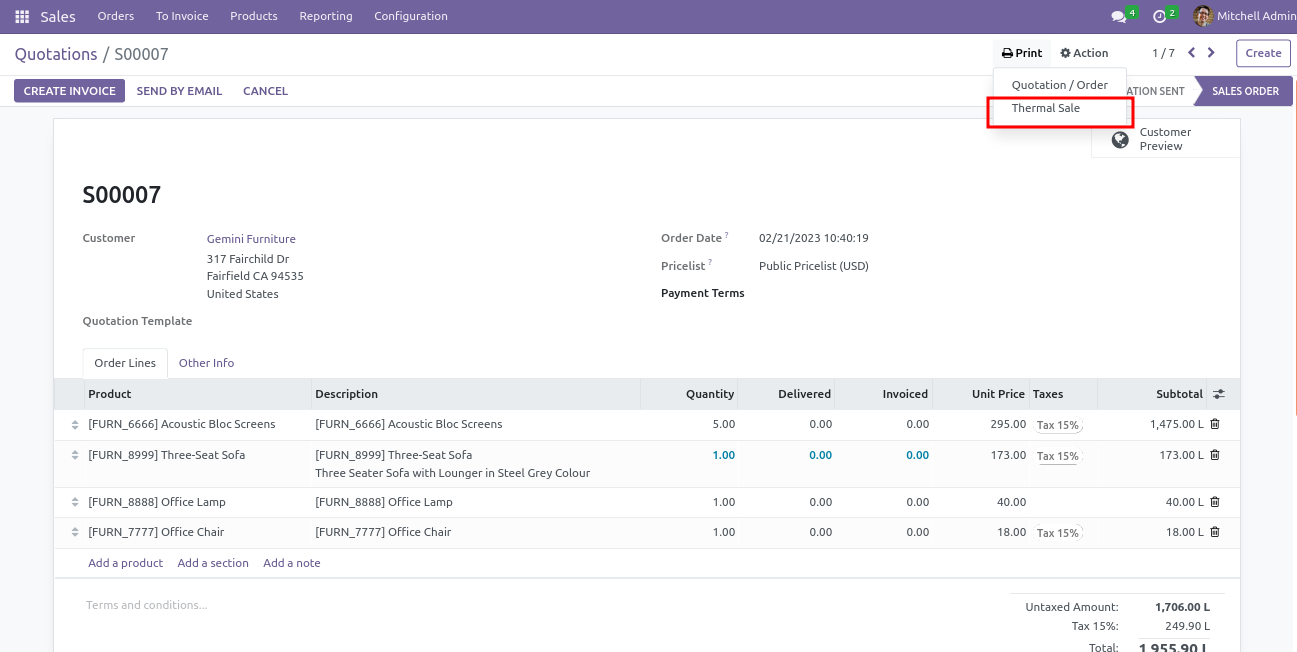 Sales Orders To Invoice Products Reporting Configuration 4 2 Mitchell Admin
Quotations / S00007 Print Action 1 / 7 Create
CREATE INVOICE SEND BY EMAIL CANCEL ATION SENT SALES ORDER
Quotation / Order
Thermal Sale
Customer
Preview
S00007
Customer Gemini Furniture
317 Fairchild Dr
Fairfield CA 94535
United States
Order Date ? 02/21/2023 10:40:19
Pricelist ? Public Pricelist (USD)
Payment Terms
Quotation Template
Order Lines Other Info
Product Description Quantity Delivered Invoiced Unit Price Taxes Subtotal
[FURN_6666] Acoustic Bloc Screens [FURN_6666] Acoustic Bloc Screens 5.00 0.00 0.00 295.00 Tax 15% 1,475.00 L
[FURN_8999] Three-Seat Sofa [FURN_8999] Three-Seat Sofa 1.00 0.00 0.00 173.00 Tax 15% 173.00 L
Three Seater Sofa with Lounger in Steel Grey Colour
[FURN_8888] Office Lamp [FURN_8888] Office Lamp 1.00 0.00 0.00 40.00 40.00 L
[FURN_7777] Office Chair [FURN_7777] Office Chair 1.00 0.00 0.00 18.00 Tax 15% 18.00 L
Add a product Add a section Add a note
Terms and conditions...
Untaxed Amount: 1,706.00 L
Tax 15%: 249.90 L
Total: 1,955.90 L